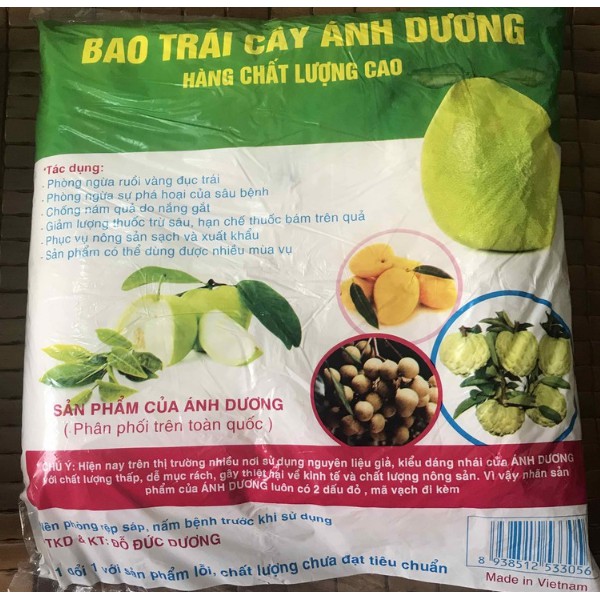 BAO TRÁI CÂY ÁNH DƯƠNG
HÀNG CHẤT LƯỢNG CAO
*Tác dụng:
- Phòng ngừa ruồi vàng đục trái
- Phòng ngừa sự phá hoại của sâu bệnh
- Chống nám quả do nắng gắt
- Giảm lượng thuốc trừ sâu, hạn chế thuốc bám trên quả
- Phục vụ nông sản sạch và xuất khẩu
- Sản phẩm có thể dùng được nhiều mùa vụ
SẢN PHẨM CỦA ÁNH DƯƠNG
( Phân phối trên toàn quốc )
CHÚ Ý: Hiện nay trên thị trường nhiều nơi sử dụng nguyên liệu giả, kiểu dáng nhái của ÁNH DƯƠNG
với chất lượng thấp, dễ mục rách, gây thiệt hại về kinh tế và chất lượng nông sản. Vì vậy nhãn sản
phẩm của ÁNH DƯƠNG luôn có 2 dấu đỏ , mã vạch đi kèm
phòng rệp sáp, nấm bệnh trước khi sử dụng
TKD & KT: ĐỖ ĐỨC DƯƠNG
1 đổi 1 với sản phẩm lỗi, chất lượng chưa đạt tiêu chuẩn
8 938512 533056
Made in Vietnam